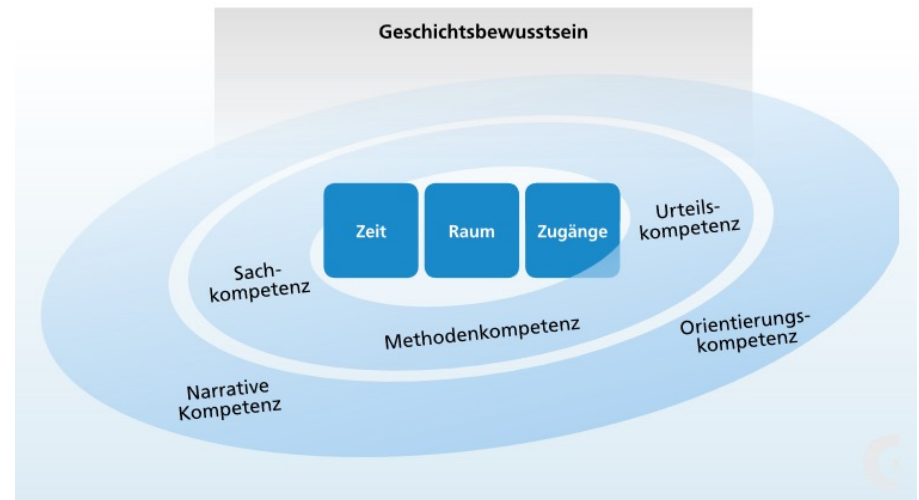 Geschichtsbewusstsein
Zeit
Raum
Zugänge
Urteils-
kompetenz
Sach-
kompetenz
Methodenkompetenz
Orientierungs-
kompetenz
Narrative
Kompetenz